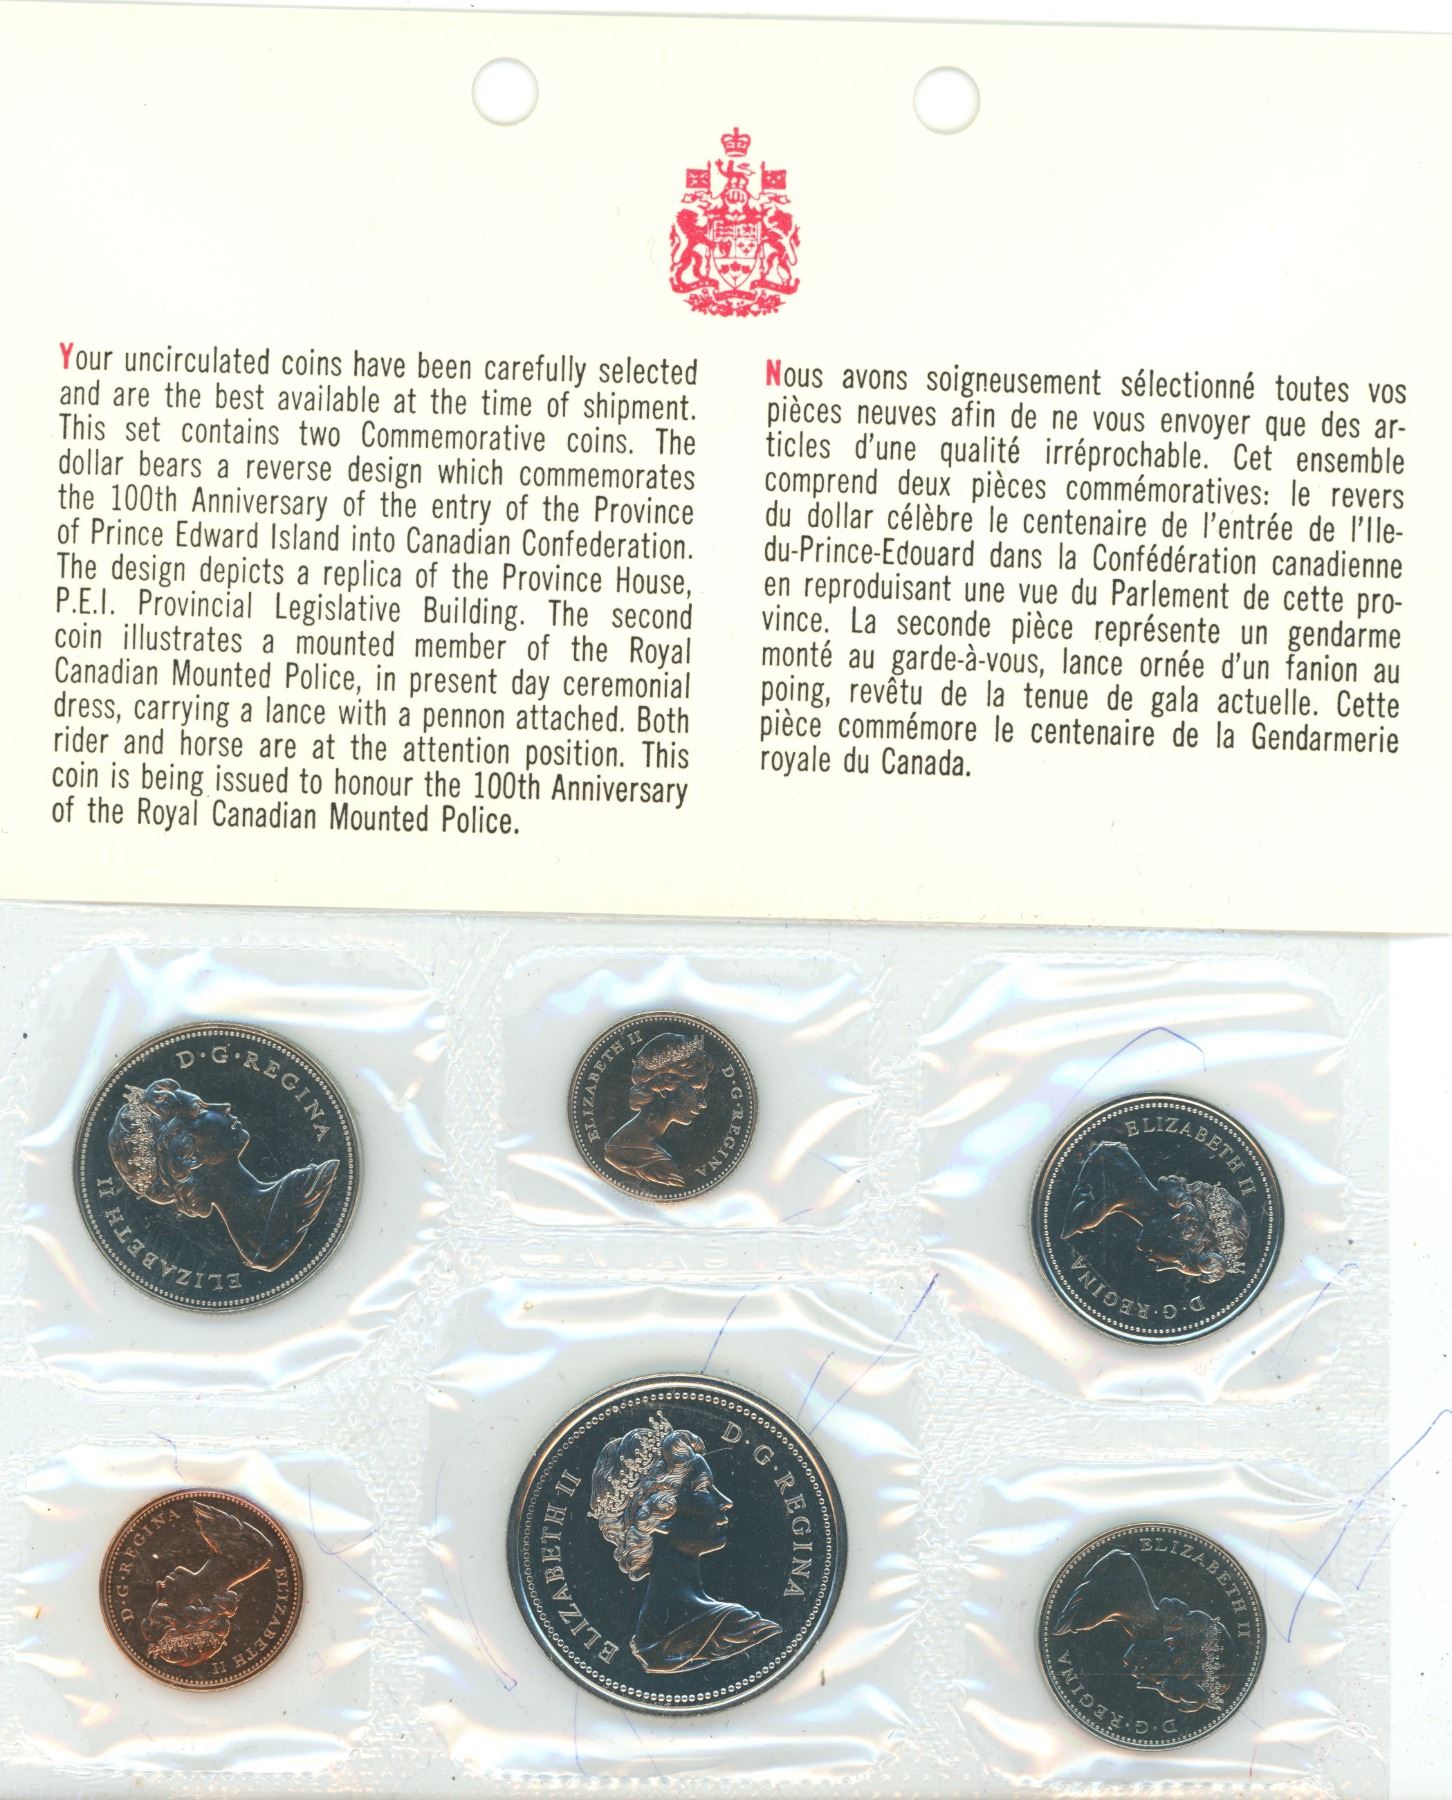 Your uncirculated coins have been carefully selected
and are the best available at the time of shipment.
This set contains two Commemorative coins. The
dollar bears a reverse design which commemorates
the 100th Anniversary of the entry of the Province
of Prince Edward Island into Canadian Confederation.
The design depicts a replica of the Province House,
P.E.I. Provincial Legislative Building. The second
coin illustrates a mounted member of the Royal
Canadian Mounted Police, in present day ceremonial
dress, carrying a lance with a pennon attached. Both
rider and horse are at the attention position. This
coin is being issued to honour the 100th Anniversary
of the Royal Canadian Mounted Police.
Nous avons soigneusement sélectionné toutes vos
pièces neuves afin de ne vous envoyer que des ar-
ticles d'une qualité irréprochable. Cet ensemble
comprend deux pièces commémoratives: le revers
du dollar célèbre le centenaire de l'entrée de l'Ile-
du-Prince-Edouard dans la Confédération canadienne
en reproduisant une vue du Parlement de cette pro-
vince. La seconde pièce représente un gendarme
monté au garde-à-vous, lance ornée d'un fanion au
poing, revêtu de la tenue de gala actuelle. Cette
pièce commémore le centenaire de la Gendarmerie
royale du Canada.
ELIZABETH II D·G·REGINA
ELIZABETH II D·G·REGINA
ELIZABETH II D·G·REGINA
ELIZABETH II D·G·REGINA
ELIZABETH II D·G·REGINA
ELIZABETH II D·G·REGINA